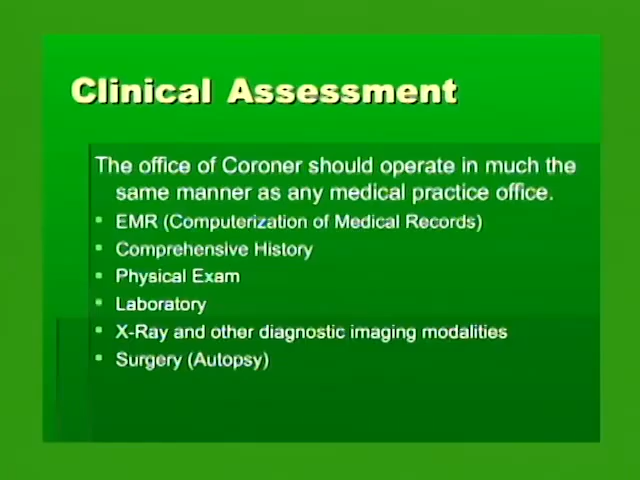 Clinical Assessment
The office of Coroner should operate in much the
same manner as any medical practice office.
EMR (Computerization of Medical Records)
Comprehensive History
Physical Exam
Laboratory
X-Ray and other diagnostic imaging modalities
Surgery (Autopsy)